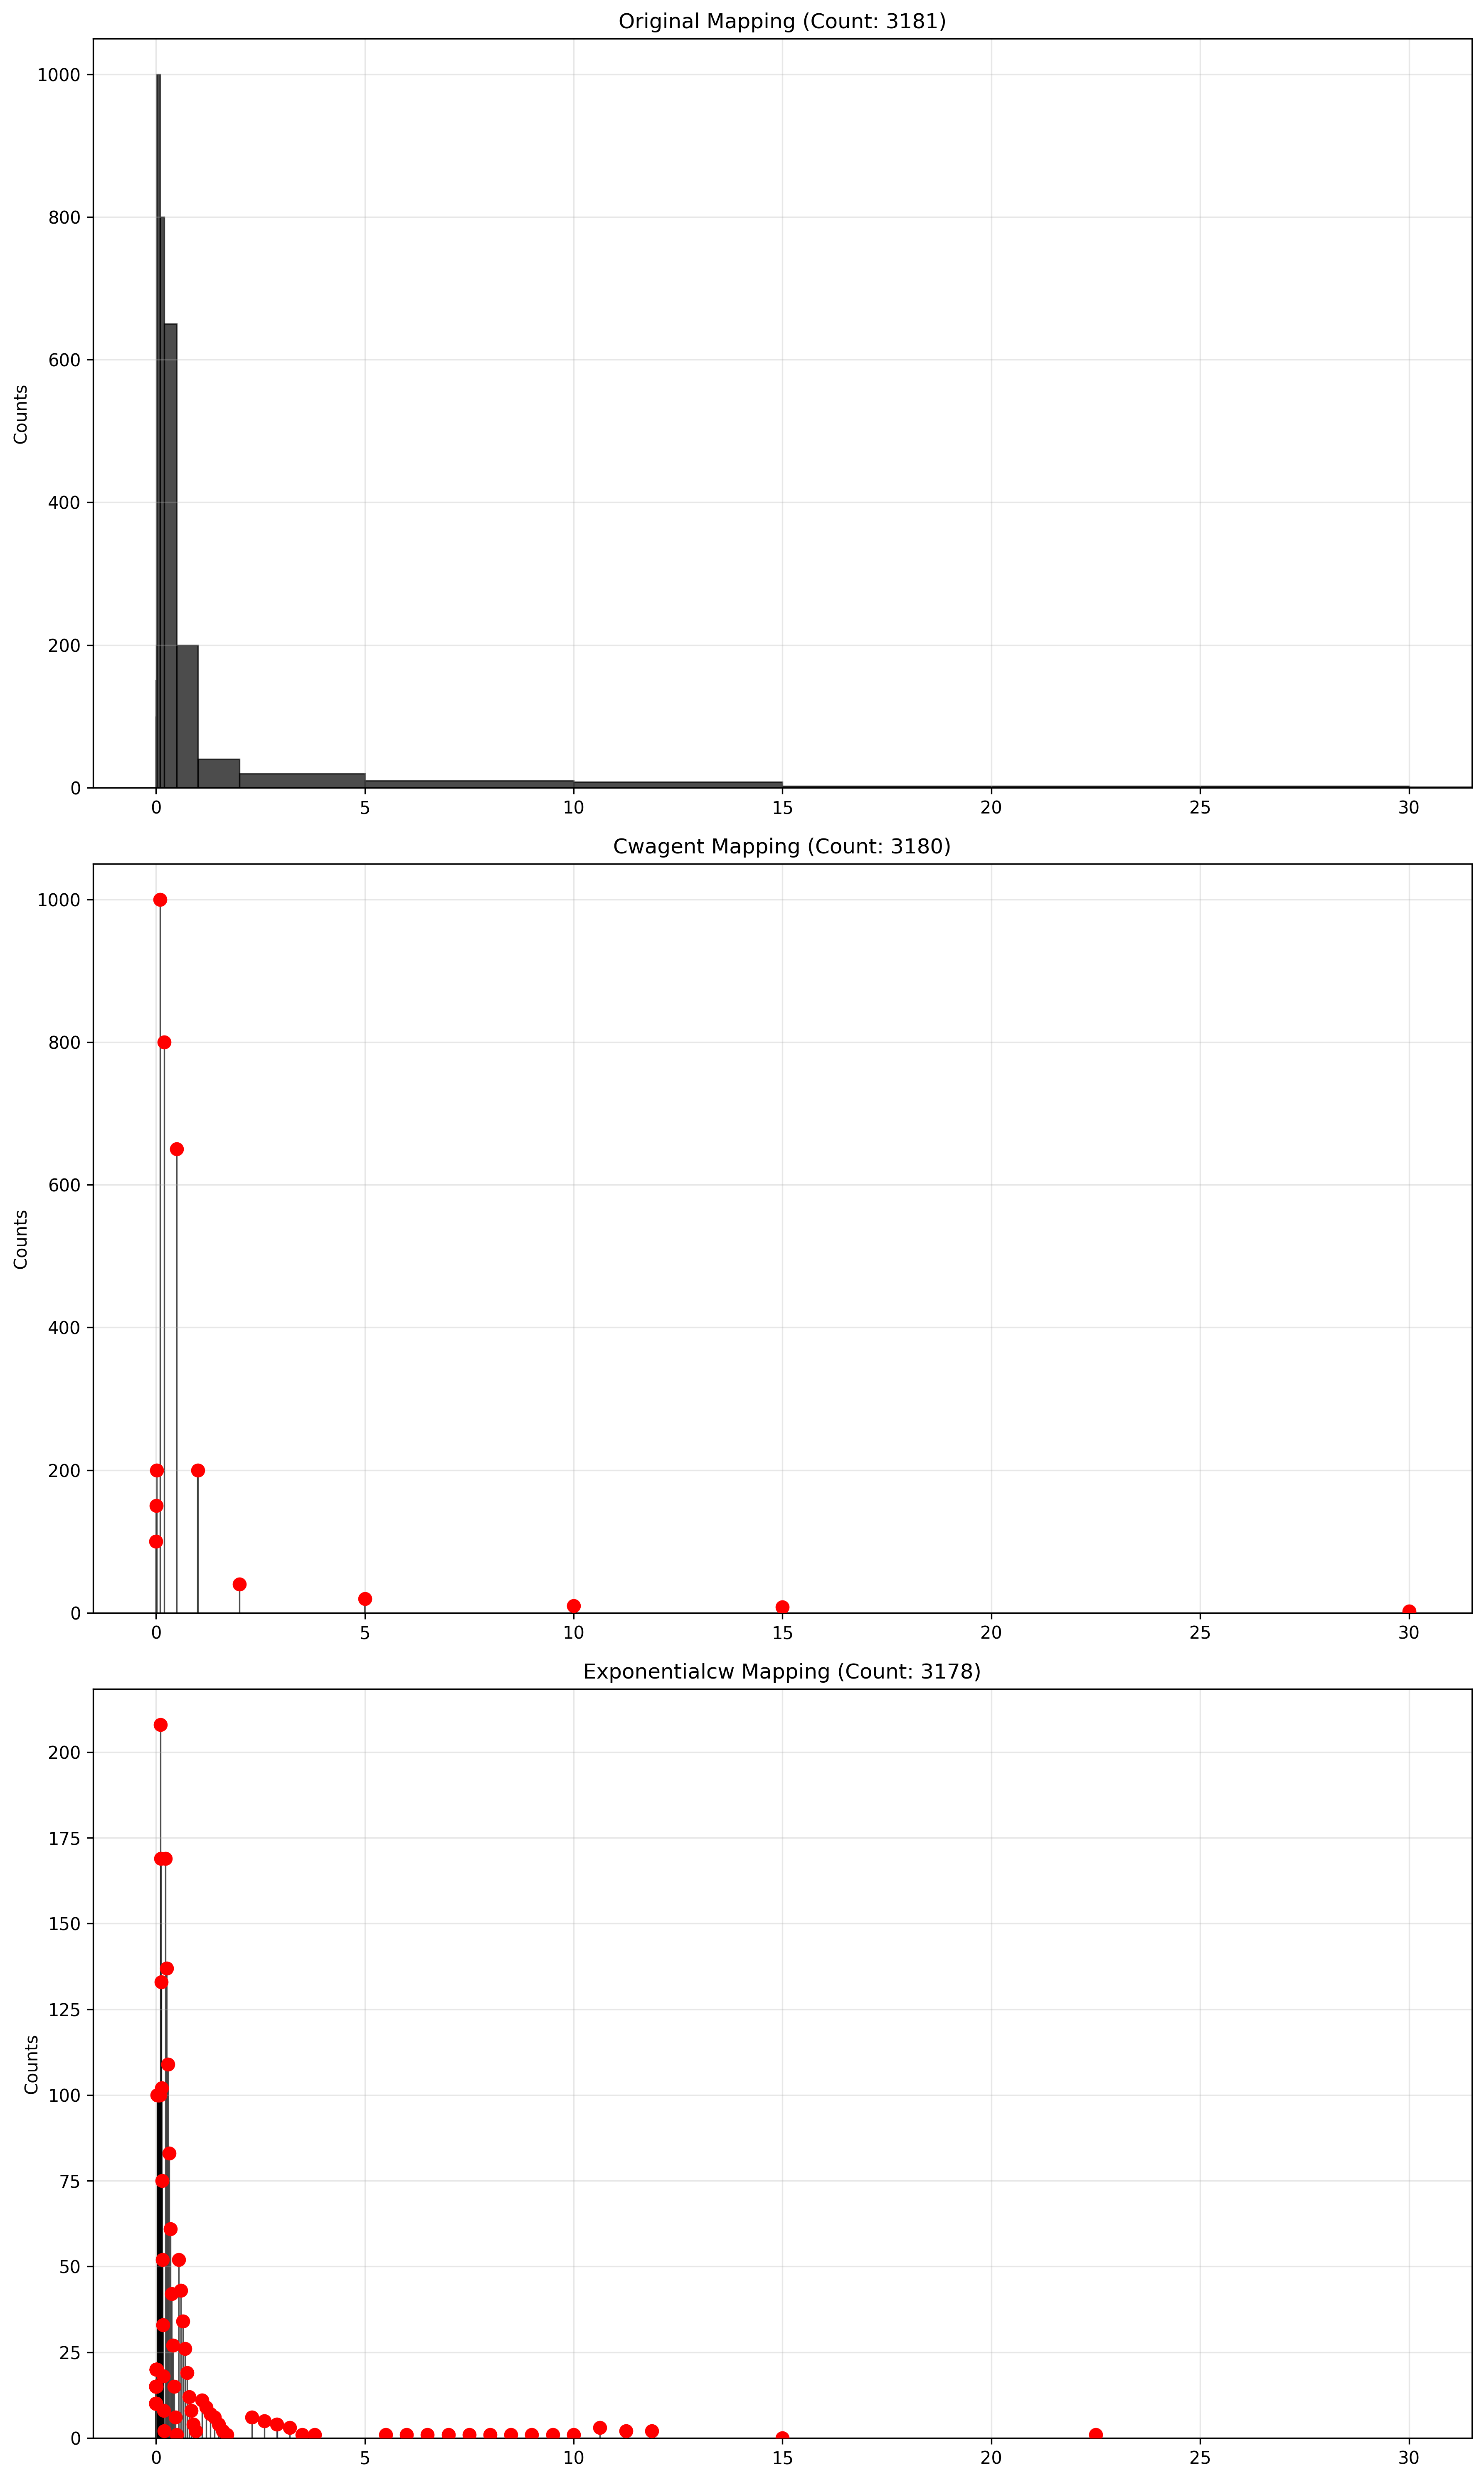 Original Mapping (Count: 3181)
1000
800
600
400
200
0
Counts
0 5 10 15 20 25 30
Cwagent Mapping (Count: 3180)
1000
800
600
400
200
0
Counts
0 5 10 15 20 25 30
Exponentialcw Mapping (Count: 3178)
200
175
150
125
100
75
50
25
0
Counts
0 5 10 15 20 25 30